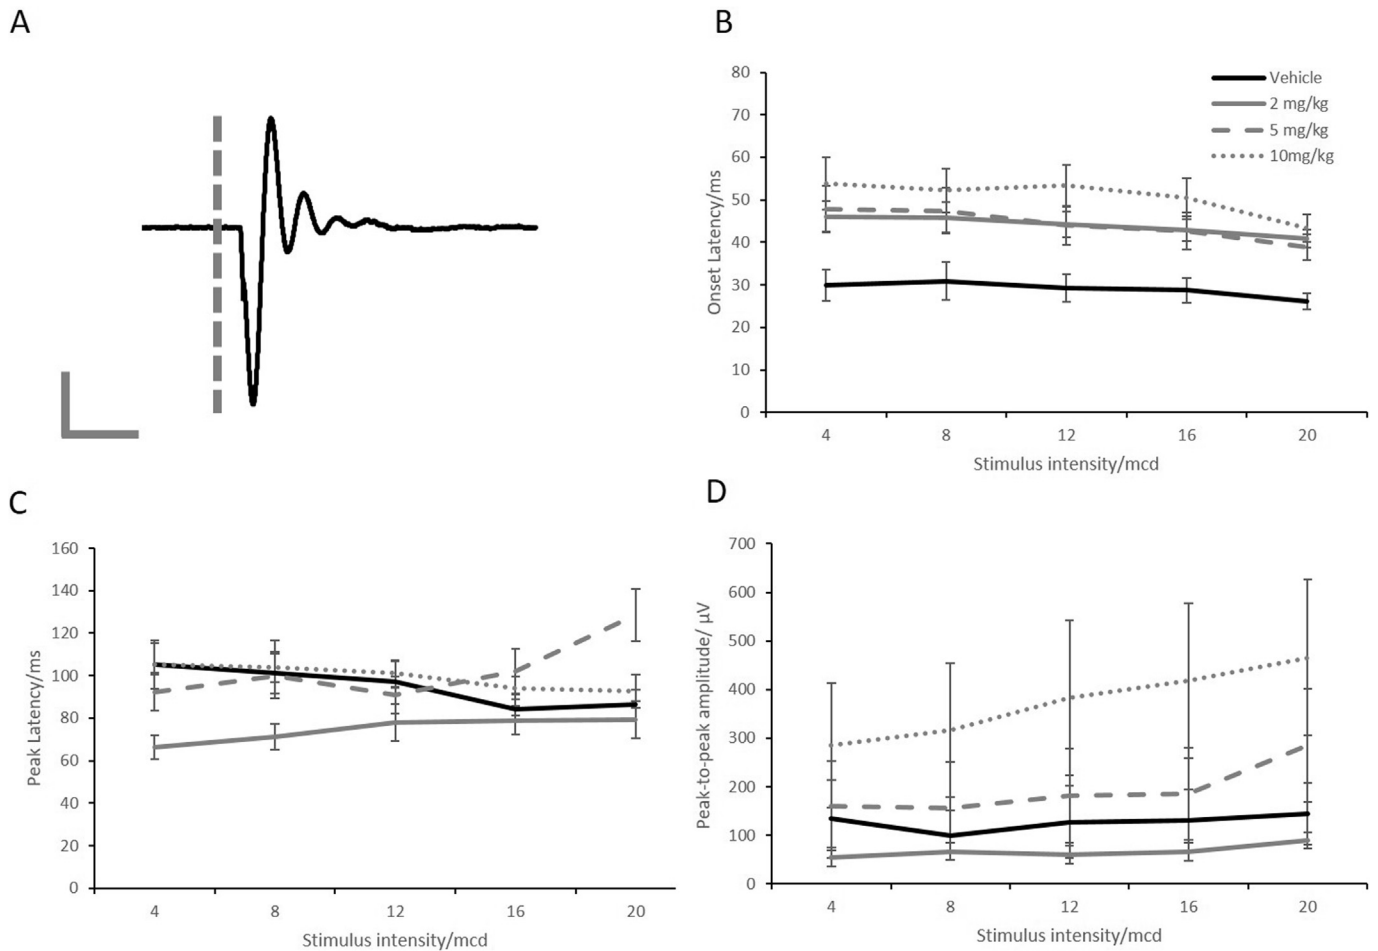 A
B
80
70
60
50
40
30
20
10
0
Onset Latency/ms
4 8 12 16 20
Stimulus intensity/mcd
Vehicle
2 mg/kg
5 mg/kg
10mg/kg
C
160
140
120
100
80
60
40
20
0
Peak Latency/ms
4 8 12 16 20
Stimulus intensity/mcd
D
700
600
500
400
300
200
100
0
Peak-to-peak amplitude/ μV
4 8 12 16 20
Stimulus intensity/mcd